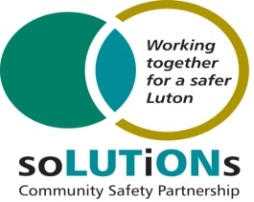 Working
together
for a safer
Luton
soLUTiONs
Community Safety Partnership